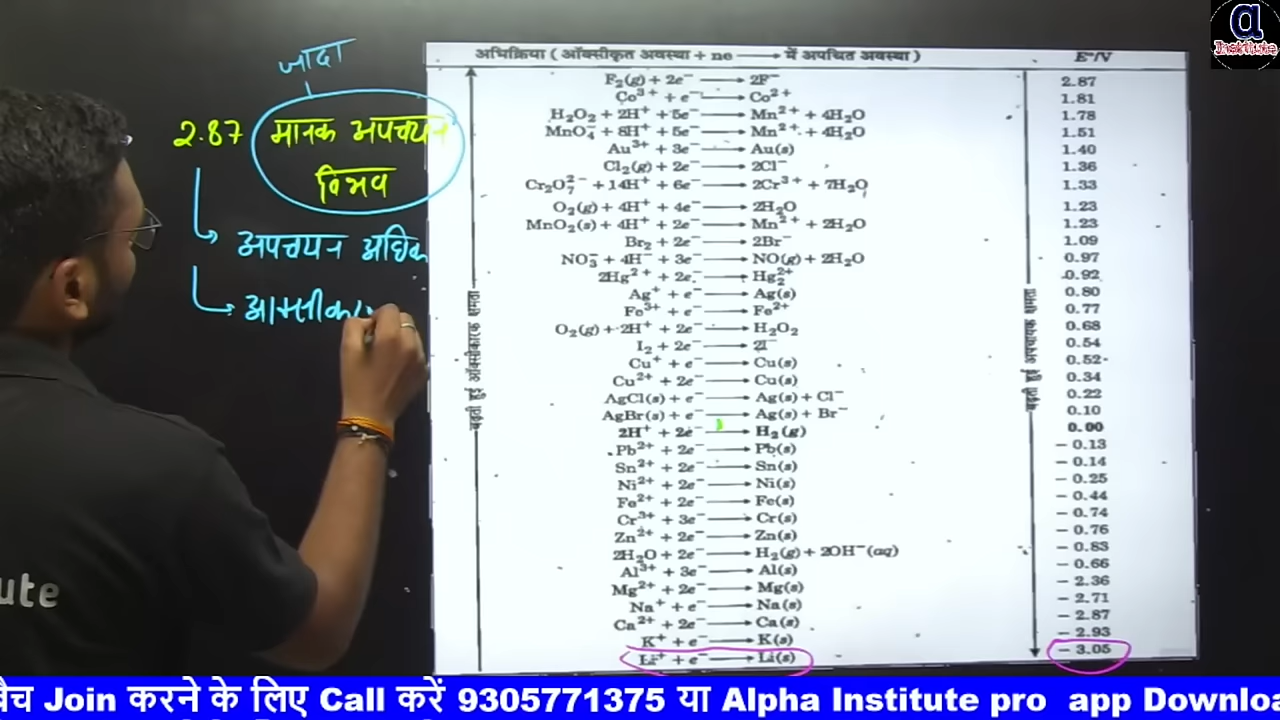 α
Institute
जादा
2.87 मानक अपचयन
विभव
अपचयन अधिक
अभिक्रिया ( ऑक्सीकृत अवस्था + ne ⟶ में अपचित अवस्था ) E°/V
F₂(g) + 2e⁻ ⟶ 2F⁻ 2.87
Co³⁺ + e⁻ ⟶ Co²⁺ 1.81
H₂O₂ + 2H⁺ + 5e⁻ ⟶ Mn²⁺ + 4H₂O 1.78
MnO₄⁻ + 8H⁺ + 5e⁻ ⟶ Mn²⁺ + 4H₂O 1.51
Au³⁺ + 3e⁻ ⟶ Au(s) 1.40
Cl₂(g) + 2e⁻ ⟶ 2Cl⁻ 1.36
Cr₂O₇²⁻ + 14H⁺ + 6e⁻ ⟶ 2Cr³⁺ + 7H₂O 1.33
O₂(g) + 4H⁺ + 4e⁻ ⟶ 2H₂O 1.23
MnO₂(s) + 4H⁺ + 2e⁻ ⟶ Mn²⁺ + 2H₂O 1.23
Br₂ + 2e⁻ ⟶ 2Br⁻ 1.09
NO₃⁻ + 4H⁻ + 3e⁻ ⟶ NO(g) + 2H₂O 0.97
2Hg²⁺ + 2e⁻ ⟶ Hg₂²⁺ 0.92
Ag⁺ + e⁻ ⟶ Ag(s) 0.80
Fe³⁺ + e⁻ ⟶ Fe²⁺ 0.77
O₂(g) + 2H⁺ + 2e⁻ ⟶ H₂O₂ 0.68
I₂ + 2e⁻ ⟶ 2I⁻ 0.54
Cu⁺ + e⁻ ⟶ Cu(s) 0.52
Cu²⁺ + 2e⁻ ⟶ Cu(s) 0.34
AgCl(s) + e⁻ ⟶ Ag(s) + Cl⁻ 0.22
AgBr(s) + e⁻ ⟶ Ag(s) + Br⁻ 0.10
2H⁺ + 2e⁻ ⟶ H₂(g) 0.00
Pb²⁺ + 2e⁻ ⟶ Pb(s) – 0.13
Sn²⁺ + 2e⁻ ⟶ Sn(s) – 0.14
Ni²⁺ + 2e⁻ ⟶ Ni(s) – 0.25
Fe²⁺ + 2e⁻ ⟶ Fe(s) – 0.44
Cr³⁺ + 3e⁻ ⟶ Cr(s) – 0.74
Zn²⁺ + 2e⁻ ⟶ Zn(s) – 0.76
2H₂O + 2e⁻ ⟶ H₂(g) + 2OH⁻(aq) – 0.83
Al³⁺ + 3e⁻ ⟶ Al(s) – 0.66
Mg²⁺ + 2e⁻ ⟶ Mg(s) – 2.36
Na⁺ + e⁻ ⟶ Na(s) – 2.71
Ca²⁺ + 2e⁻ ⟶ Ca(s) – 2.87
K⁺ + e⁻ ⟶ K(s) – 2.93
Li⁺ + e⁻ ⟶ Li(s) – 3.05
बढ़ती हुई ऑक्सीकारक क्षमता
बढ़ती हुई अपचायक क्षमता
ute
बैच Join करने के लिए Call करें 9305771375 या Alpha Institute pro app